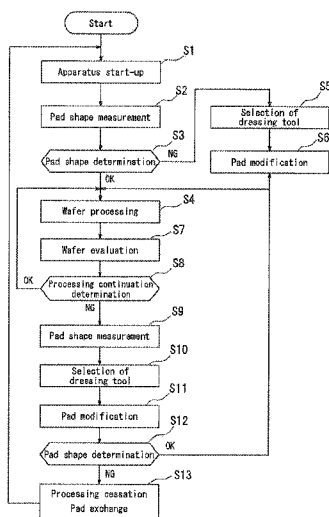 Start
S1
Apparatus start-up
S2
Pad shape measurement
S3
Pad shape determination
NG
OK
S5
Selection of
dressing tool
S6
Pad modification
S4
Wafer processing
S7
Wafer evaluation
S8
Processing continuation
determination
OK
NG
S9
Pad shape measurement
S10
Selection of
dressing tool
S11
Pad modification
S12
Pad shape determination
OK
NG
S13
Processing cessation
Pad exchange